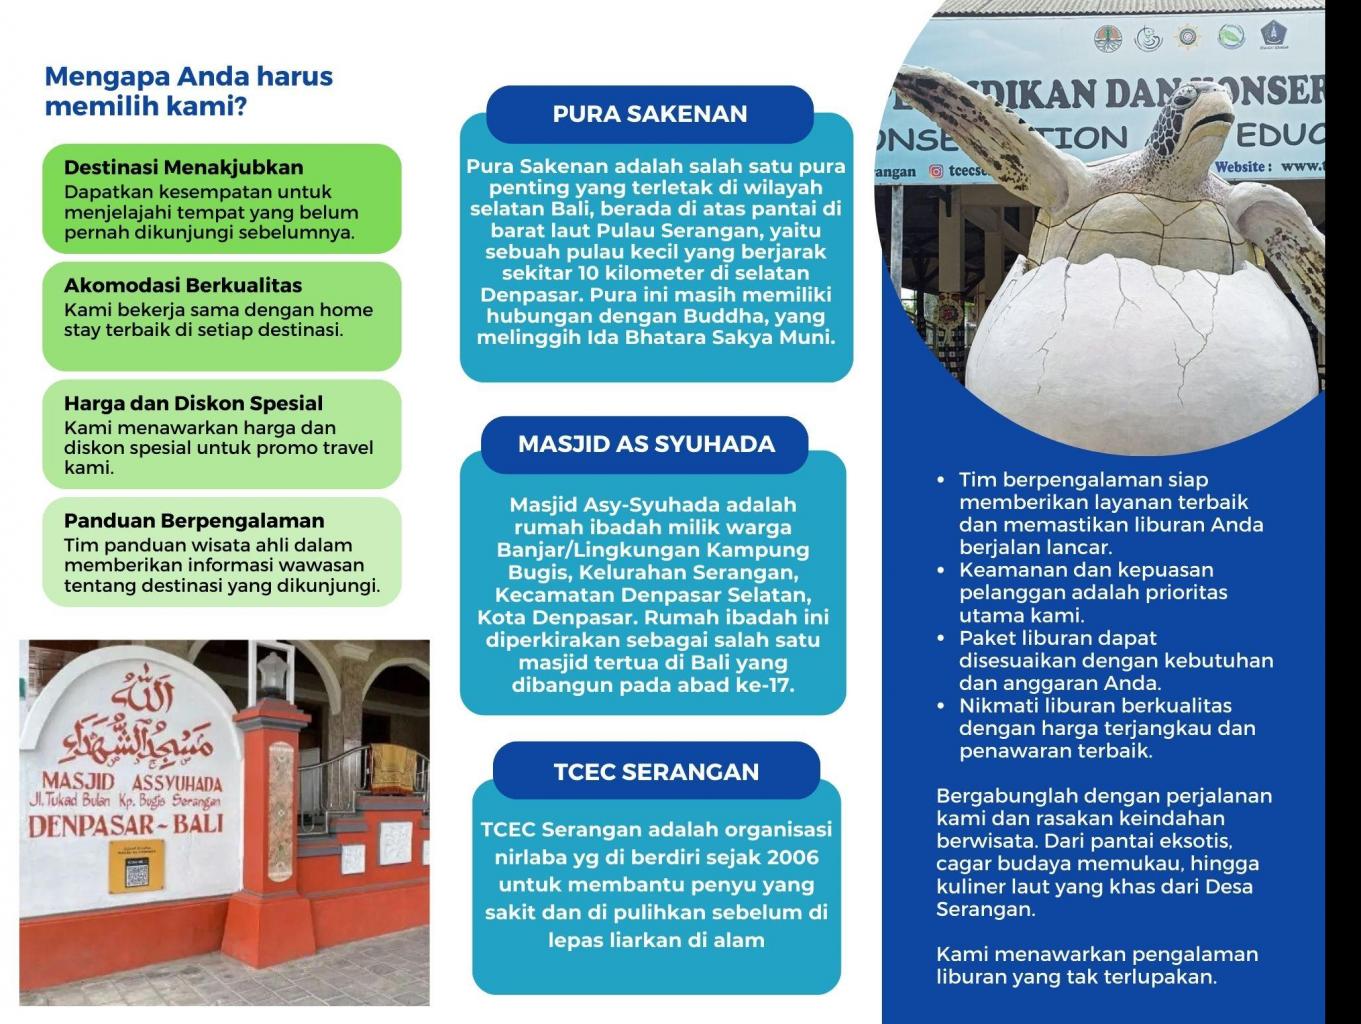 Mengapa Anda harus
memilih kami?
Destinasi Menakjubkan
Dapatkan kesempatan untuk
menjelajahi tempat yang belum
pernah dikunjungi sebelumnya.
Akomodasi Berkualitas
Kami bekerja sama dengan home
stay terbaik di setiap destinasi.
Harga dan Diskon Spesial
Kami menawarkan harga dan
diskon spesial untuk promo travel
kami.
Panduan Berpengalaman
Tim panduan wisata ahli dalam
memberikan informasi wawasan
tentang destinasi yang dikunjungi.
الله
مسجد الشهداء
MASJID ASSYUHADA
Jl. Tukad Bulan Kp. Bugis Serangan
DENPASAR - BALI
PURA SAKENAN
Pura Sakenan adalah salah satu pura
penting yang terletak di wilayah
selatan Bali, berada di atas pantai di
barat laut Pulau Serangan, yaitu
sebuah pulau kecil yang berjarak
sekitar 10 kilometer di selatan
Denpasar. Pura ini masih memiliki
hubungan dengan Buddha, yang
melinggih Ida Bhatara Sakya Muni.
MASJID AS SYUHADA
Masjid Asy-Syuhada adalah
rumah ibadah milik warga
Banjar/Lingkungan Kampung
Bugis, Kelurahan Serangan,
Kecamatan Denpasar Selatan,
Kota Denpasar. Rumah ibadah ini
diperkirakan sebagai salah satu
masjid tertua di Bali yang
dibangun pada abad ke-17.
TCEC SERANGAN
TCEC Serangan adalah organisasi
nirlaba yg di berdiri sejak 2006
untuk membantu penyu yang
sakit dan di pulihkan sebelum di
lepas liarkan di alam
DIKAN DAN KONSER
EDUC
rangan
Website : www.t
• Tim berpengalaman siap
memberikan layanan terbaik
dan memastikan liburan Anda
berjalan lancar.
• Keamanan dan kepuasan
pelanggan adalah prioritas
utama kami.
• Paket liburan dapat
disesuaikan dengan kebutuhan
dan anggaran Anda.
• Nikmati liburan berkualitas
dengan harga terjangkau dan
penawaran terbaik.
Bergabunglah dengan perjalanan
kami dan rasakan keindahan
berwisata. Dari pantai eksotis,
cagar budaya memukau, hingga
kuliner laut yang khas dari Desa
Serangan.
Kami menawarkan pengalaman
liburan yang tak terlupakan.